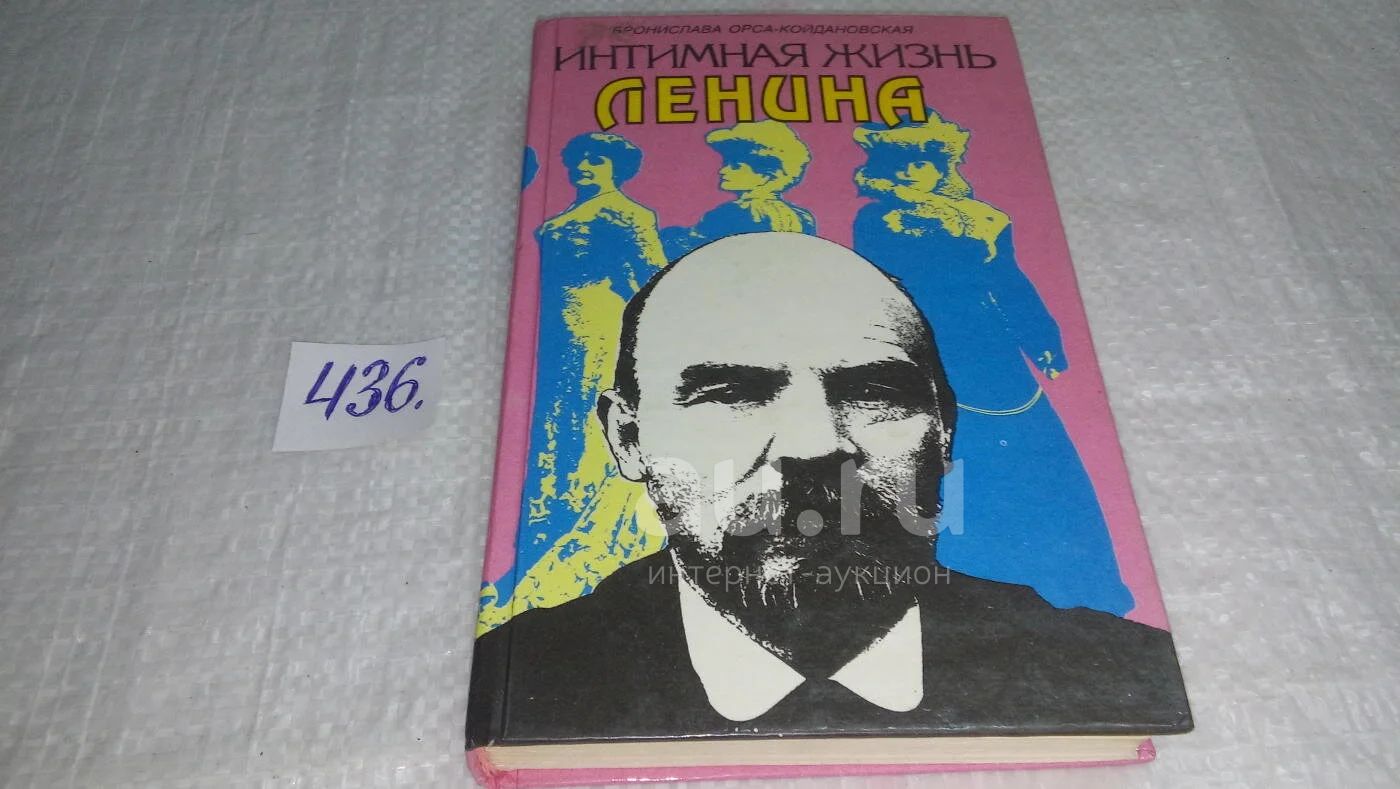 БРОНИСЛАВА ОРСА-КОЙДАНОВСКАЯ
ИНТИМНАЯ ЖИЗНЬ
ЛЕНИНА
436.
au.ru
интернет-аукцион